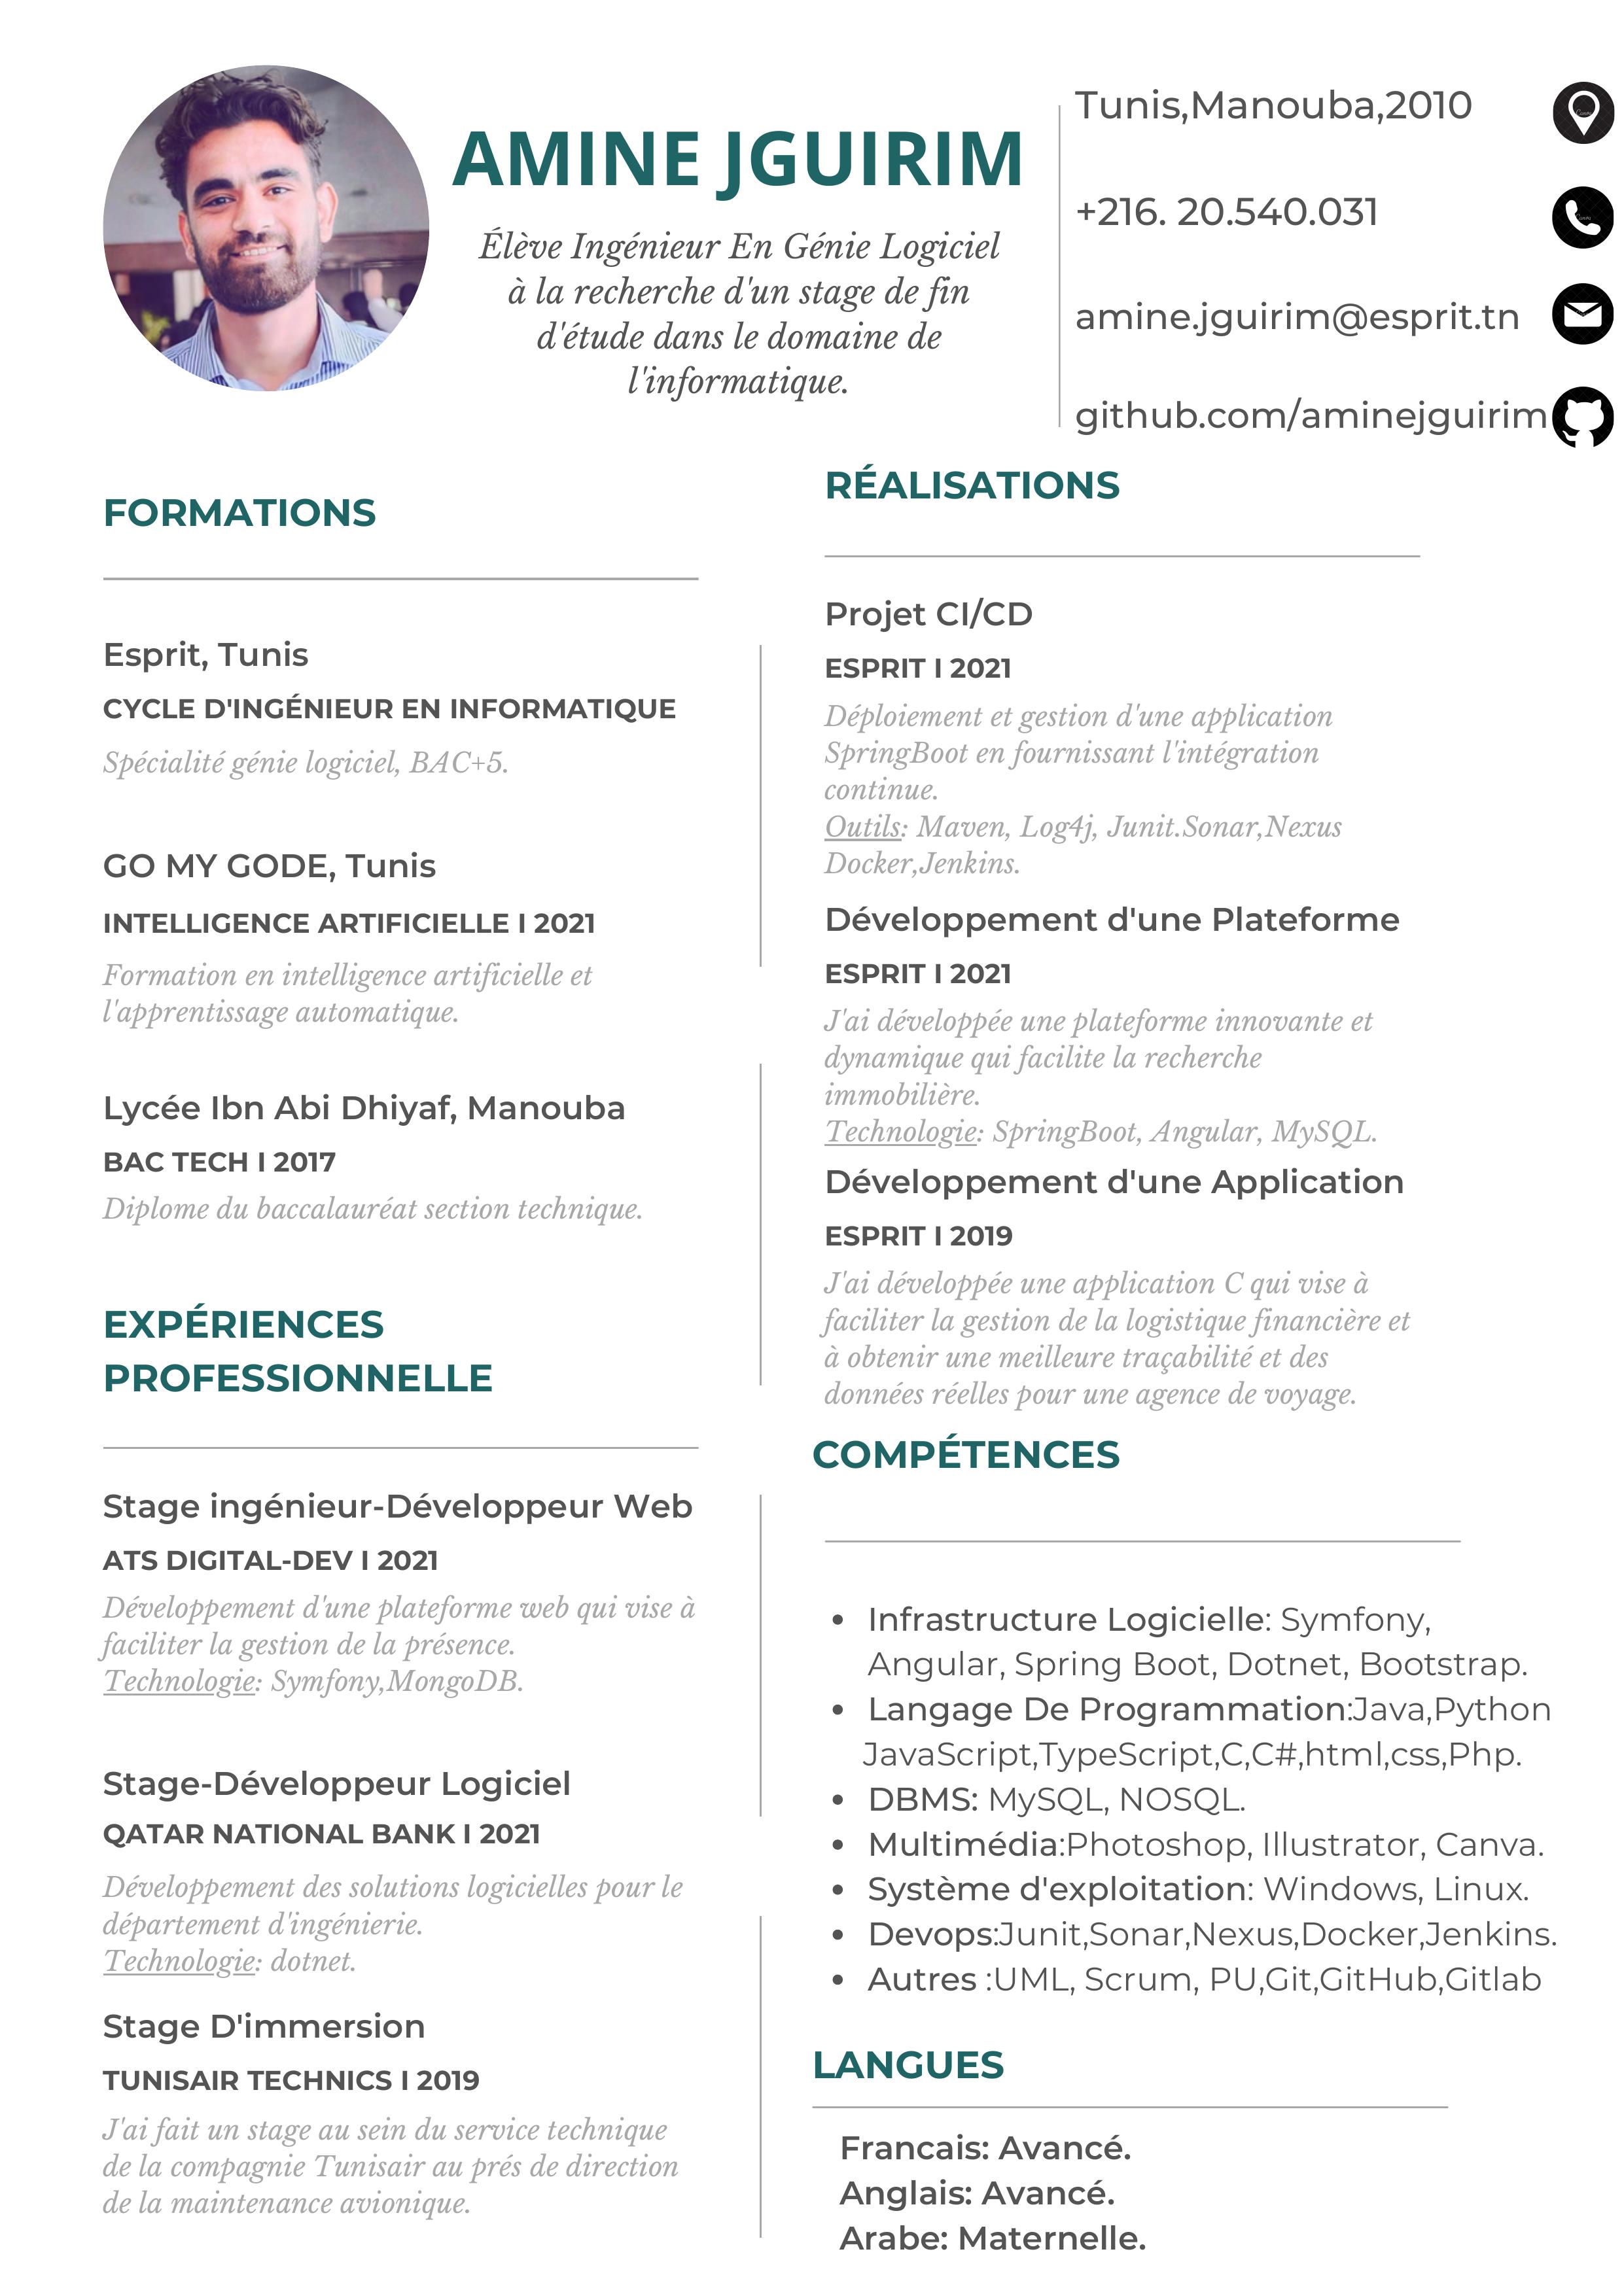 AMINE JGUIRIM
Élève Ingénieur En Génie Logiciel
à la recherche d'un stage de fin
d'étude dans le domaine de
l'informatique.
Tunis,Manouba,2010
+216. 20.540.031
amine.jguirim@esprit.tn
github.com/aminejguirim
FORMATIONS
Esprit, Tunis
CYCLE D'INGÉNIEUR EN INFORMATIQUE
Spécialité génie logiciel, BAC+5.
GO MY GODE, Tunis
INTELLIGENCE ARTIFICIELLE I 2021
Formation en intelligence artificielle et
l'apprentissage automatique.
Lycée Ibn Abi Dhiyaf, Manouba
BAC TECH I 2017
Diplome du baccalauréat section technique.
EXPÉRIENCES
PROFESSIONNELLE
Stage ingénieur-Développeur Web
ATS DIGITAL-DEV I 2021
Développement d'une plateforme web qui vise à
faciliter la gestion de la présence.
Technologie: Symfony,MongoDB.
Stage-Développeur Logiciel
QATAR NATIONAL BANK I 2021
Développement des solutions logicielles pour le
département d'ingénierie.
Technologie: dotnet.
Stage D'immersion
TUNISAIR TECHNICS I 2019
J'ai fait un stage au sein du service technique
de la compagnie Tunisair au prés de direction
de la maintenance avionique.
RÉALISATIONS
Projet CI/CD
ESPRIT I 2021
Déploiement et gestion d'une application
SpringBoot en fournissant l'intégration
continue.
Outils: Maven, Log4j, Junit.Sonar,Nexus
Docker,Jenkins.
Développement d'une Plateforme
ESPRIT I 2021
J'ai développée une plateforme innovante et
dynamique qui facilite la recherche
immobilière.
Technologie: SpringBoot, Angular, MySQL.
Développement d'une Application
ESPRIT I 2019
J'ai développée une application C qui vise à
faciliter la gestion de la logistique financière et
à obtenir une meilleure traçabilité et des
données réelles pour une agence de voyage.
COMPÉTENCES
• Infrastructure Logicielle: Symfony,
Angular, Spring Boot, Dotnet, Bootstrap.
• Langage De Programmation:Java,Python
JavaScript,TypeScript,C,C#,html,css,Php.
• DBMS: MySQL, NOSQL.
• Multimédia:Photoshop, Illustrator, Canva.
• Système d'exploitation: Windows, Linux.
• Devops:Junit,Sonar,Nexus,Docker,Jenkins.
• Autres :UML, Scrum, PU,Git,GitHub,Gitlab
LANGUES
Francais: Avancé.
Anglais: Avancé.
Arabe: Maternelle.